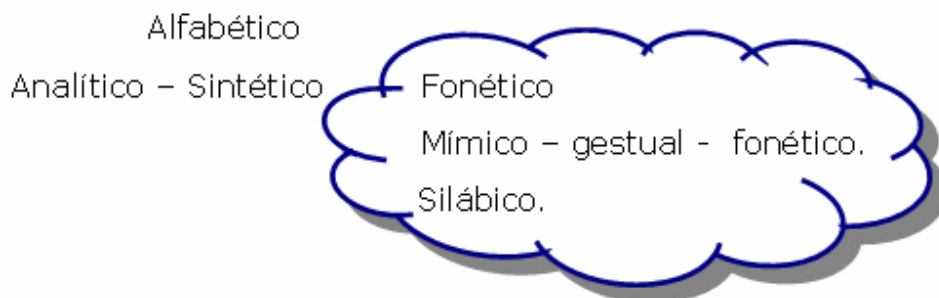 Alfabético
Analítico – Sintético Fonético
Mímico – gestual - fonético.
Silábico.